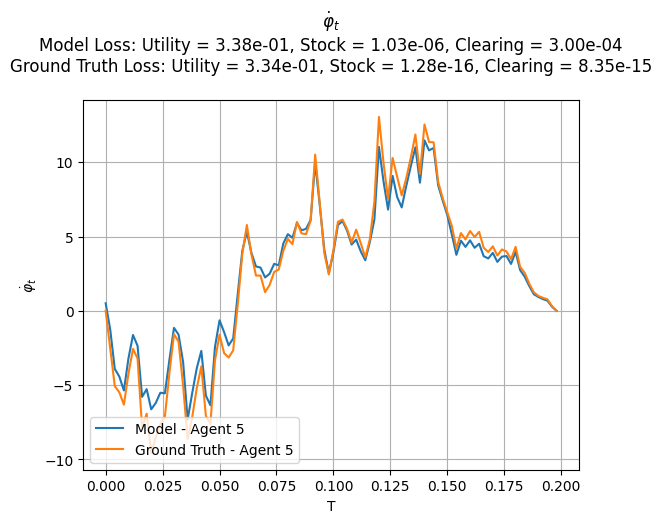 φ̇ₜ
Model Loss: Utility = 3.38e-01, Stock = 1.03e-06, Clearing = 3.00e-04
Ground Truth Loss: Utility = 3.34e-01, Stock = 1.28e-16, Clearing = 8.35e-15
10
5
0
−5
−10
φ̇ₜ
Model - Agent 5
Ground Truth - Agent 5
0.000 0.025 0.050 0.075 0.100 0.125 0.150 0.175 0.200
T